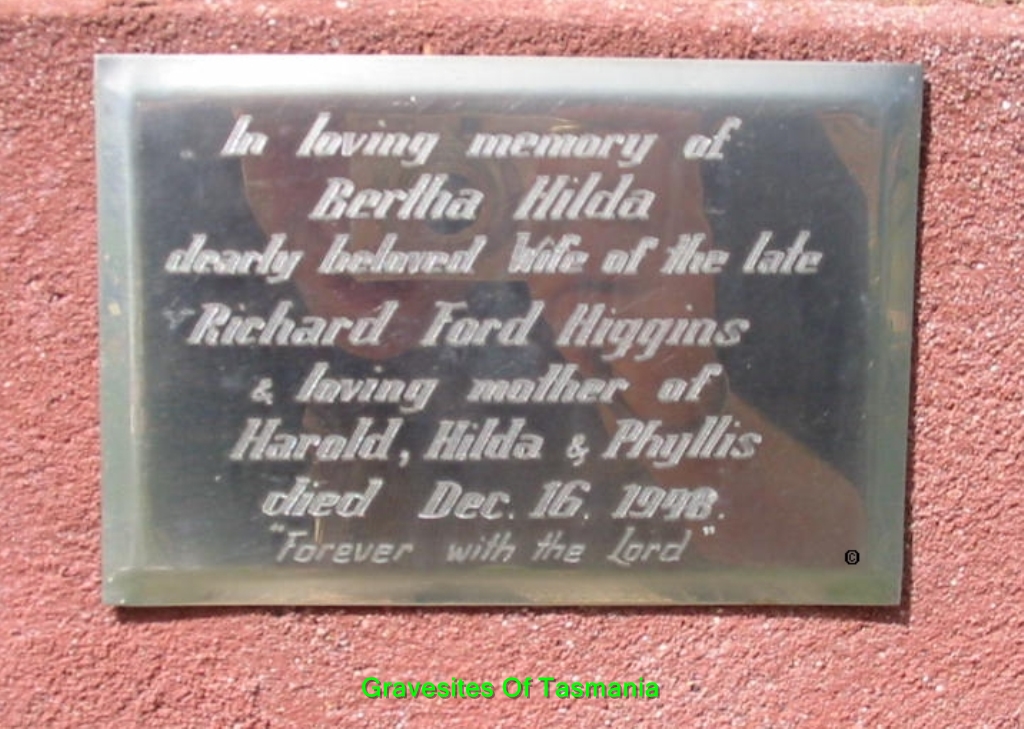 In loving memory of
Bertha Hilda
dearly beloved Wife of the late
Richard Ford Higgins
& loving mother of
Harold, Hilda & Phyllis
died Dec. 16. 1948.
"Forever with the Lord"
©
Gravesites Of Tasmania